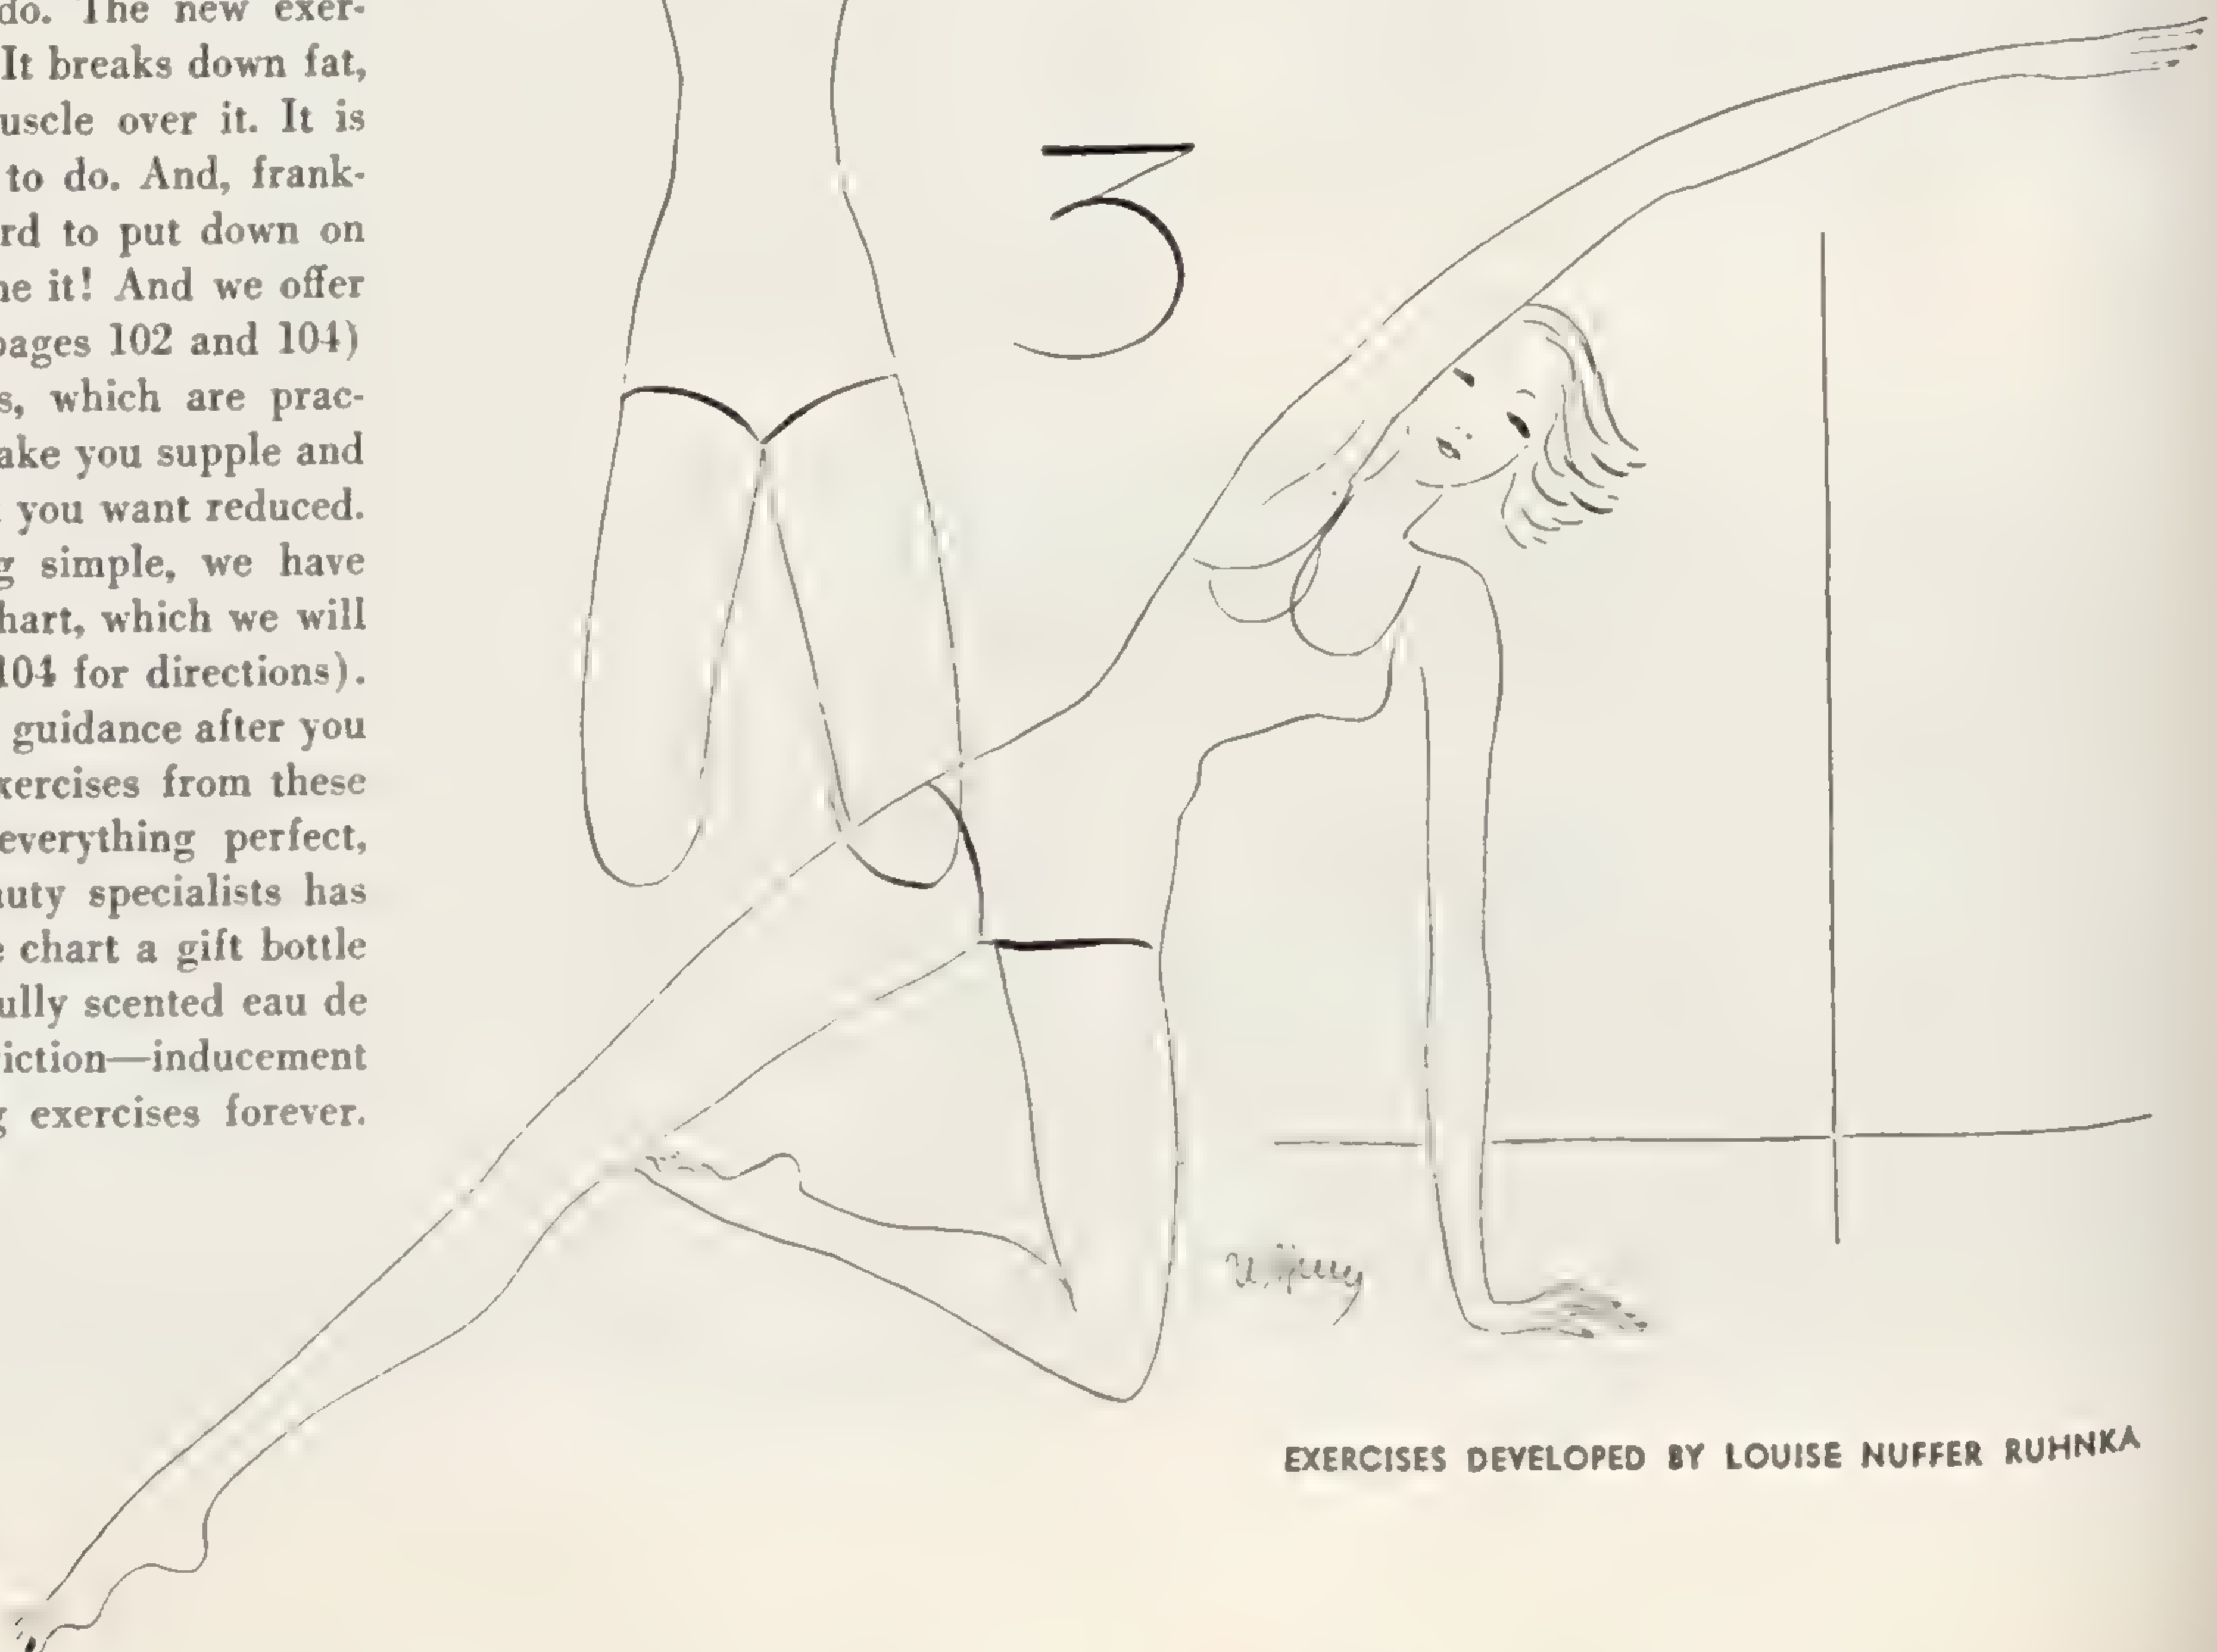 do. The new exer-
It breaks down fat,
uscle over it. It is
to do. And, frank-
rd to put down on
ne it! And we offer
pages 102 and 104)
s, which are prac-
ake you supple and
you want reduced.
g simple, we have
hart, which we will
104 for directions).
guidance after you
xercises from these
everything perfect,
auty specialists has
e chart a gift bottle
ully scented eau de
iction—inducement
g exercises forever.
3
EXERCISES DEVELOPED BY LOUISE NUFFER RUHNKA